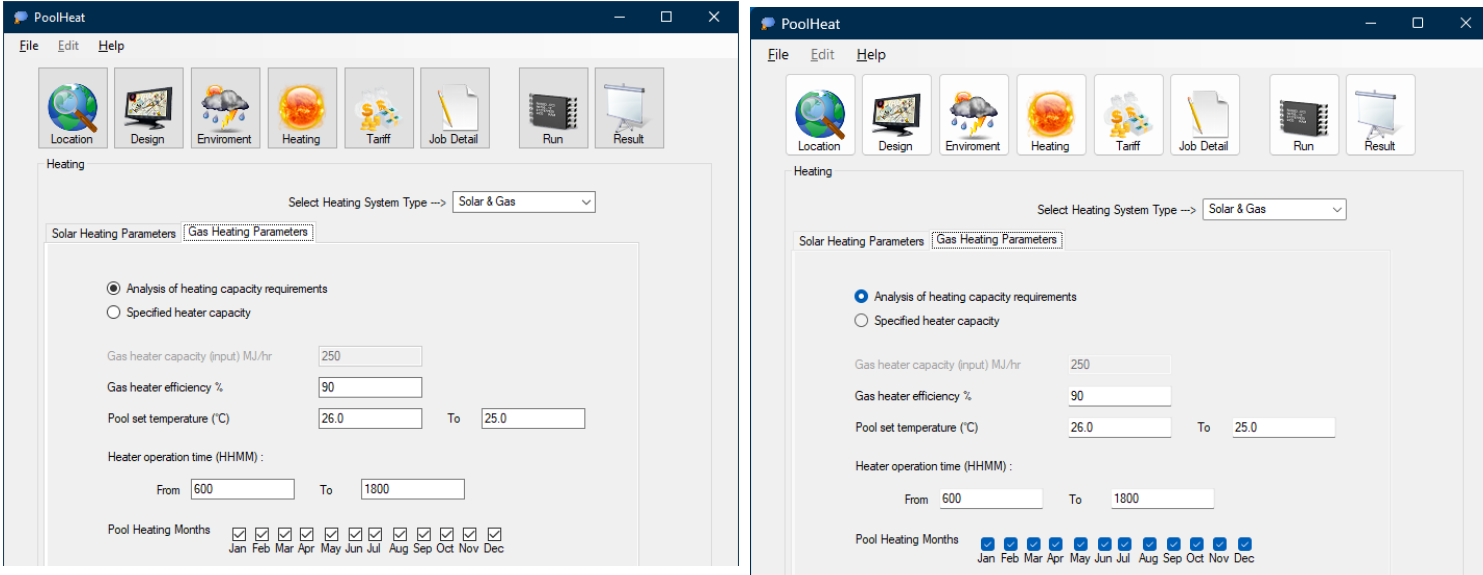 PoolHeat
File Edit Help
Location Design Enviroment Heating Tariff Job Detail Run Result
Heating
Select Heating System Type ---> Solar & Gas
Solar Heating Parameters Gas Heating Parameters
Analysis of heating capacity requirements
Specified heater capacity
Gas heater capacity (input) MJ/hr 250
Gas heater efficiency % 90
Pool set temperature (°C) 26.0 To 25.0
Heater operation time (HHMM) :
From 600 To 1800
Pool Heating Months
Jan Feb Mar Apr May Jun Jul Aug Sep Oct Nov Dec
PoolHeat
File Edit Help
Location Design Enviroment Heating Tariff Job Detail Run Result
Heating
Select Heating System Type ---> Solar & Gas
Solar Heating Parameters Gas Heating Parameters
Analysis of heating capacity requirements
Specified heater capacity
Gas heater capacity (input) MJ/hr 250
Gas heater efficiency % 90
Pool set temperature (°C) 26.0 To 25.0
Heater operation time (HHMM) :
From 600 To 1800
Pool Heating Months
Jan Feb Mar Apr May Jun Jul Aug Sep Oct Nov Dec